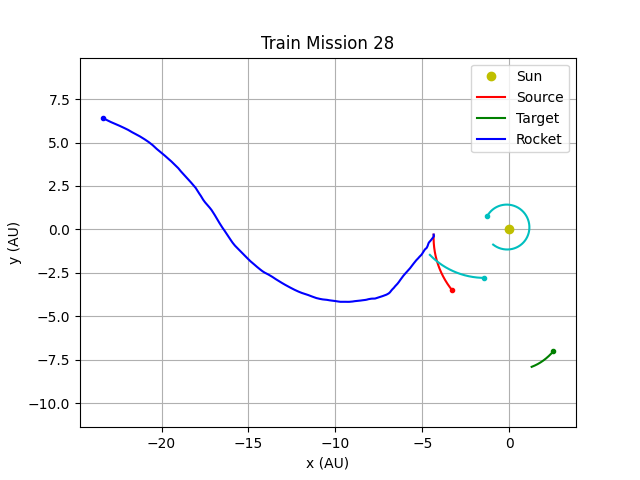 Train Mission 28
Sun
Source
Target
Rocket
7.5
5.0
2.5
0.0
−2.5
−5.0
−7.5
−10.0
y (AU)
−20
−15
−10
−5
0
x (AU)